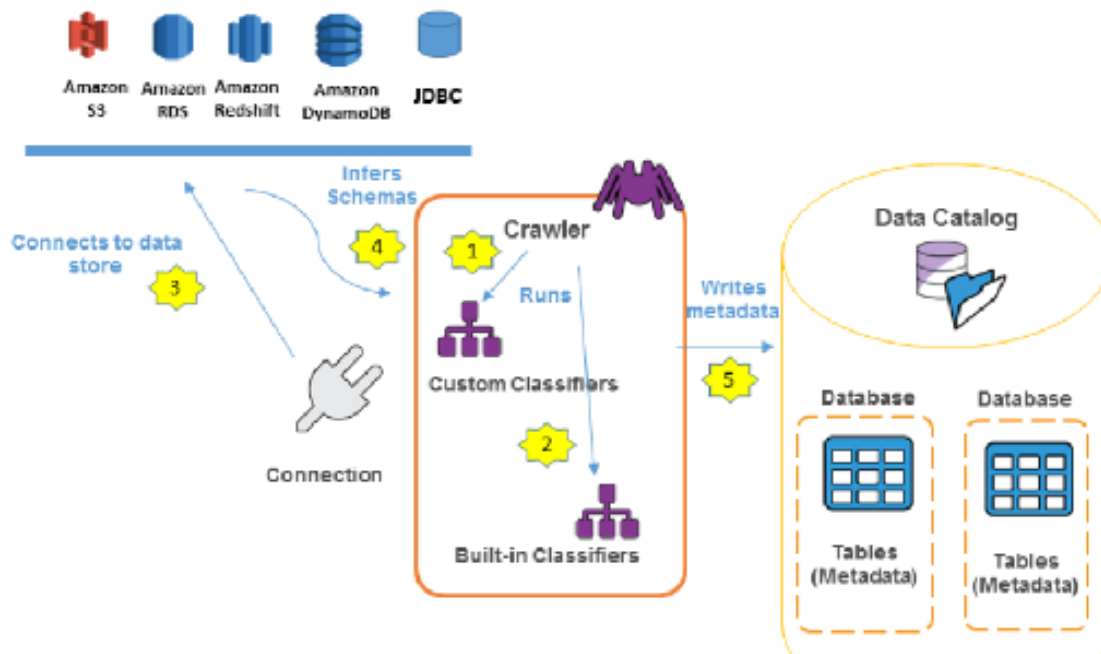 Amazon
S3
Amazon
RDS
Amazon
Redshift
Amazon
DynamoDB
JDBC
Infers
Schemas
4
Connects to data
store
3
Connection
1
Crawler
Runs
Custom Classifiers
2
Built-in Classifiers
Writes
metadata
5
Data Catalog
Database
Tables
(Metadata)
Database
Tables
(Metadata)